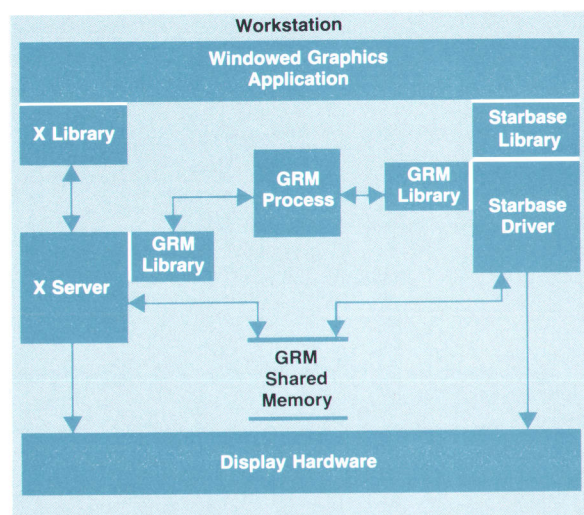 Workstation
Windowed Graphics
Application
X Library
Starbase
Library
GRM
Process
GRM
Library
Starbase
Driver
GRM
Library
X Server
GRM
Shared
Memory
Display Hardware